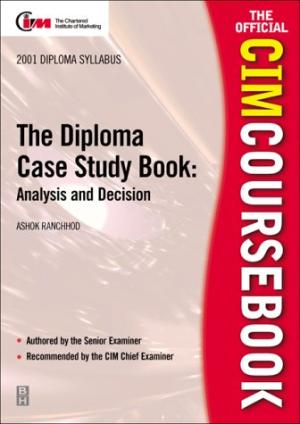 CIM
The Chartered
Institute of Marketing
2001 DIPLOMA SYLLABUS
The Diploma
Case Study Book:
Analysis and Decision
ASHOK RANCHHOD
• Authored by the Senior Examiner
• Recommended by the CIM Chief Examiner
B
H
THE
OFFICIAL
CIMCOURSEBOOK